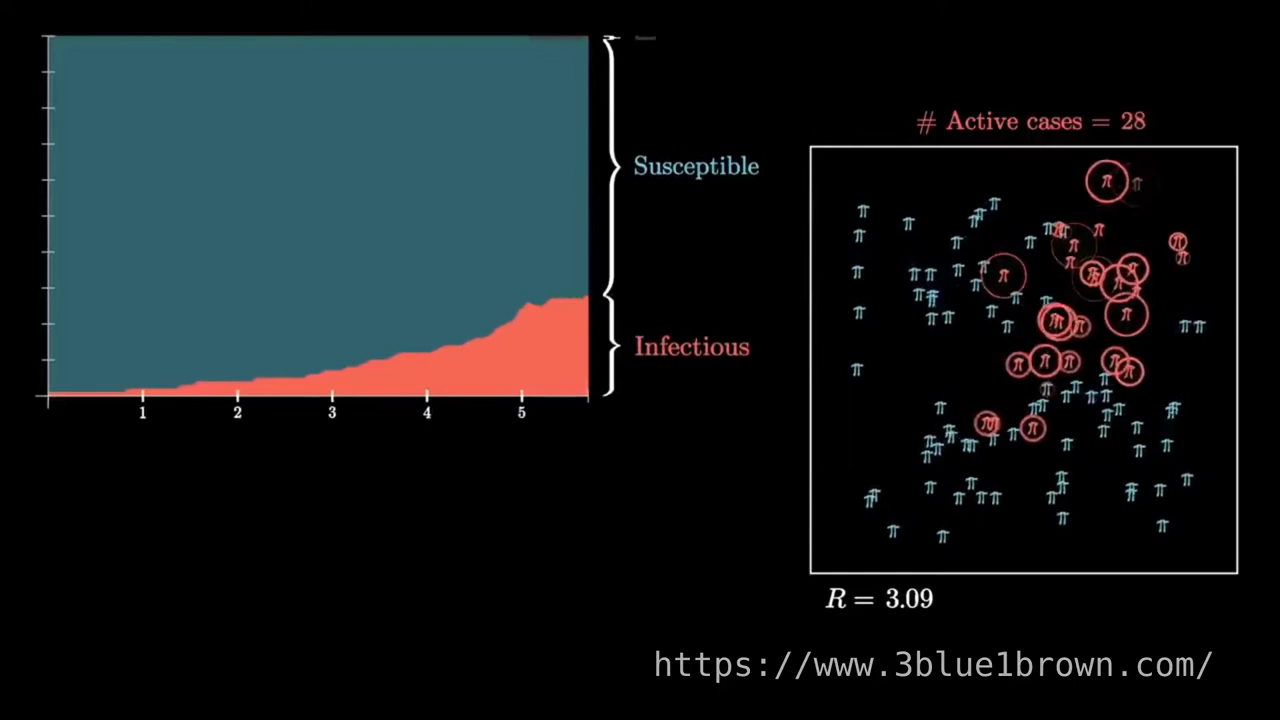 # Active cases = 28
Susceptible
Infectious
1 2 3 4 5
R = 3.09
https://www.3blue1brown.com/